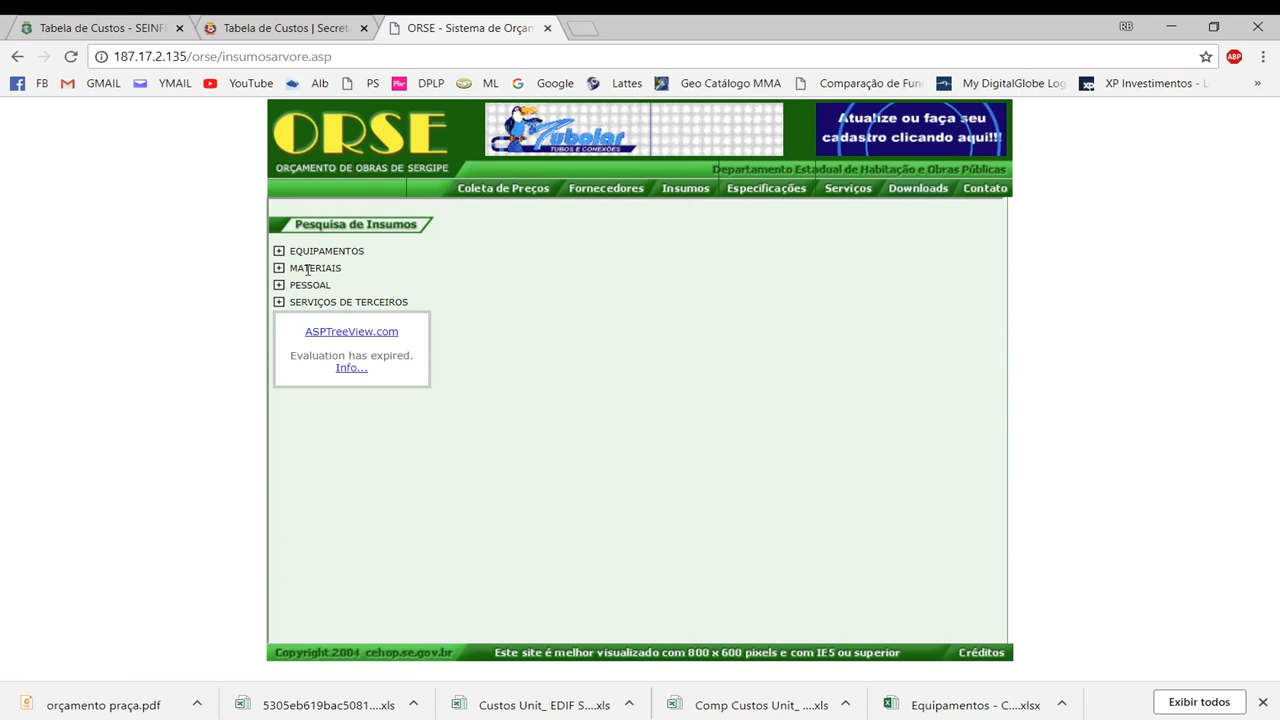 Tabela de Custos - SEINFR
Tabela de Custos | Secret
ORSE - Sistema de Orçam
RB
187.17.2.135/orse/insumosarvore.asp
ABP
FB
GMAIL
YMAIL
YouTube
Alb
PS
DPLP
ML
Google
Lattes
Geo Catálogo MMA
Comparação de Fun
My DigitalGlobe Log
XP Investimentos - L
»
ORSE
ORÇAMENTO DE OBRAS DE SERGIPE
Tubolar
TUBOS E CONEXÕES
Atualize ou faça seu
cadastro clicando aqui!!!
Departamento Estadual de Habitação e Obras Públicas
Coleta de Preços
Fornecedores
Insumos
Especificações
Serviços
Downloads
Contato
Pesquisa de Insumos
EQUIPAMENTOS
MATERIAIS
PESSOAL
SERVIÇOS DE TERCEIROS
ASPTreeView.com
Evaluation has expired.
Info...
Copyright 2004 cehop.se.gov.br
Este site é melhor visualizado com 800 x 600 pixels e com IE5 ou superior
Créditos
orçamento praça.pdf
5305eb619bac5081....xls
Custos Unit_ EDIF S....xls
Comp Custos Unit_ ....xls
Equipamentos - C....xlsx
Exibir todos